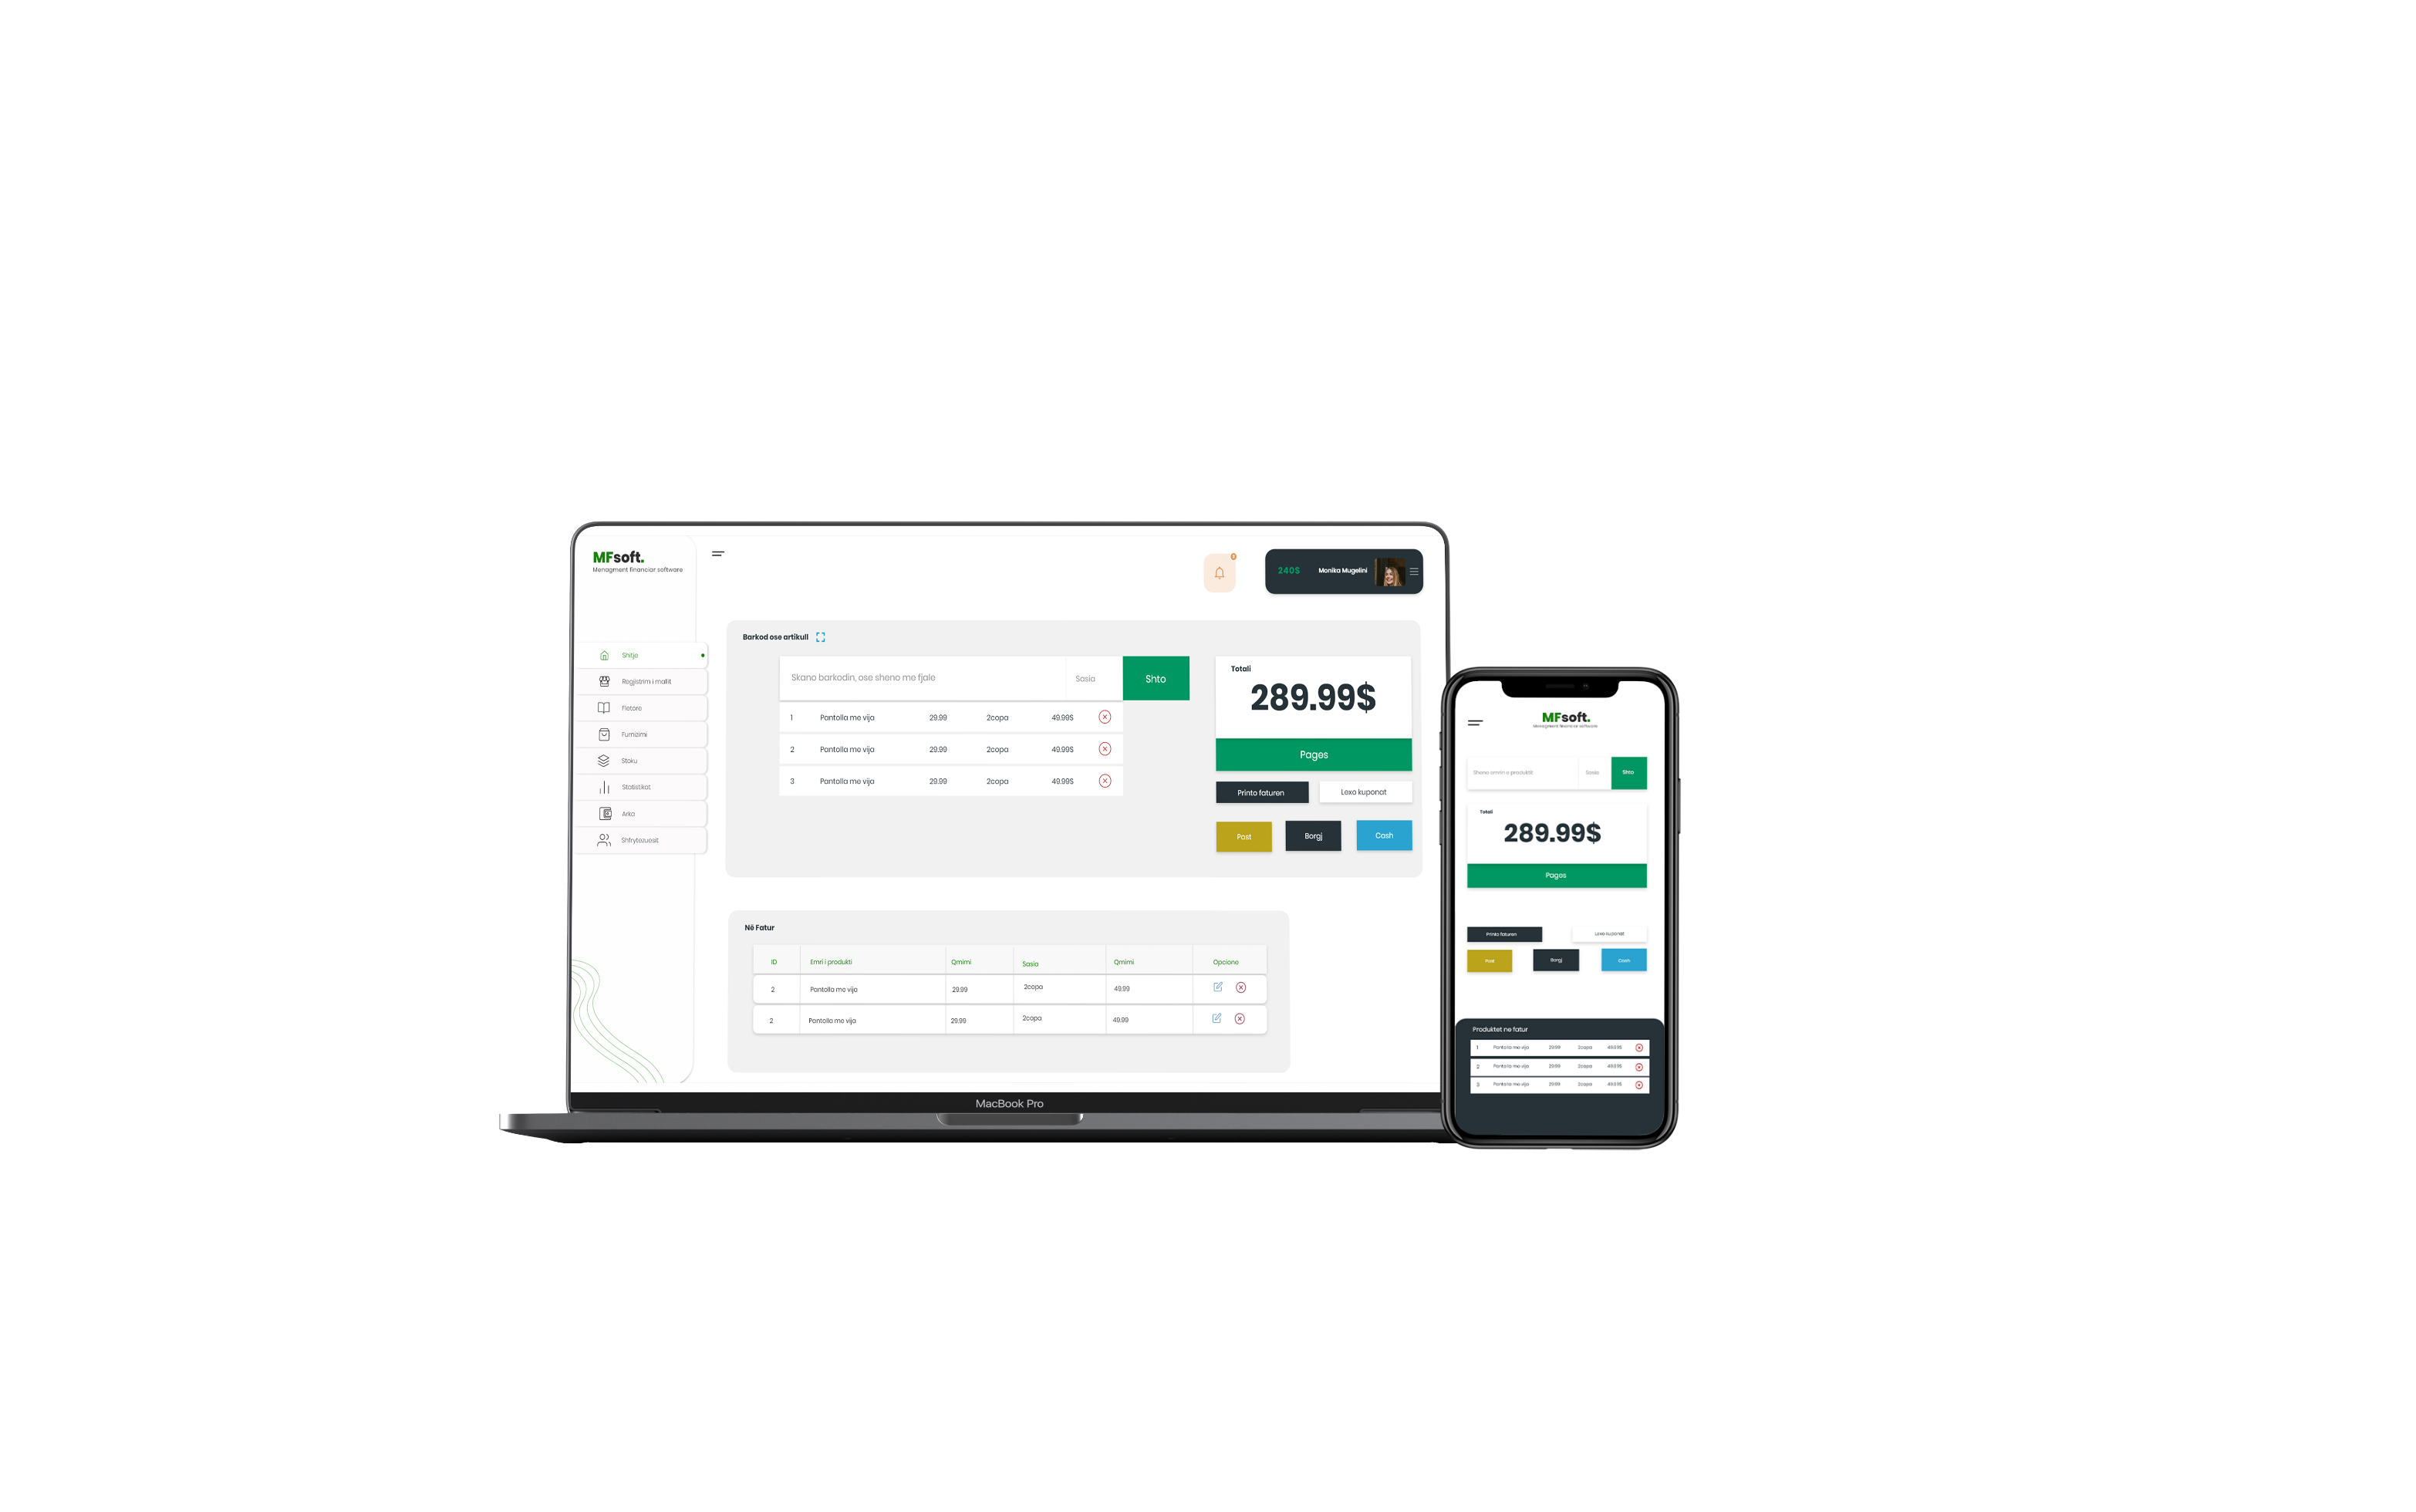 MFsoft.
Menagment financiar software
240$
Monika Mugelini
Shitje
Regjistrim i mallit
Fletore
Furnizimi
Stoku
Statistikat
Arka
Shfrytezuesit
Barkod ose artikull
Skano barkodin, ose sheno me fjale
Sasia
Shto
1 Pantolla me vija 29.99 2copa 49.99$
2 Pantolla me vija 29.99 2copa 49.99$
3 Pantolla me vija 29.99 2copa 49.99$
Totali
289.99$
Pages
Printo faturen
Lexo kuponat
Post
Borgj
Cash
Në Fatur
ID Emri i produkti Qmimi Sasia Qmimi Opcione
2 Pantolla me vija 29.99 2copa 49.99
2 Pantolla me vija 29.99 2copa 49.99
MacBook Pro
MFsoft.
Menagment financiar software
Sheno emrin e produktit
Sasia
Shto
Totali
289.99$
Pages
Printo faturen
Lexo kuponat
Post
Borgj
Cash
Produktet ne fatur
1 Pantolla me vija 29.99 2copa 49.99$
2 Pantolla me vija 29.99 2copa 49.99$
3 Pantolla me vija 29.99 2copa 49.99$